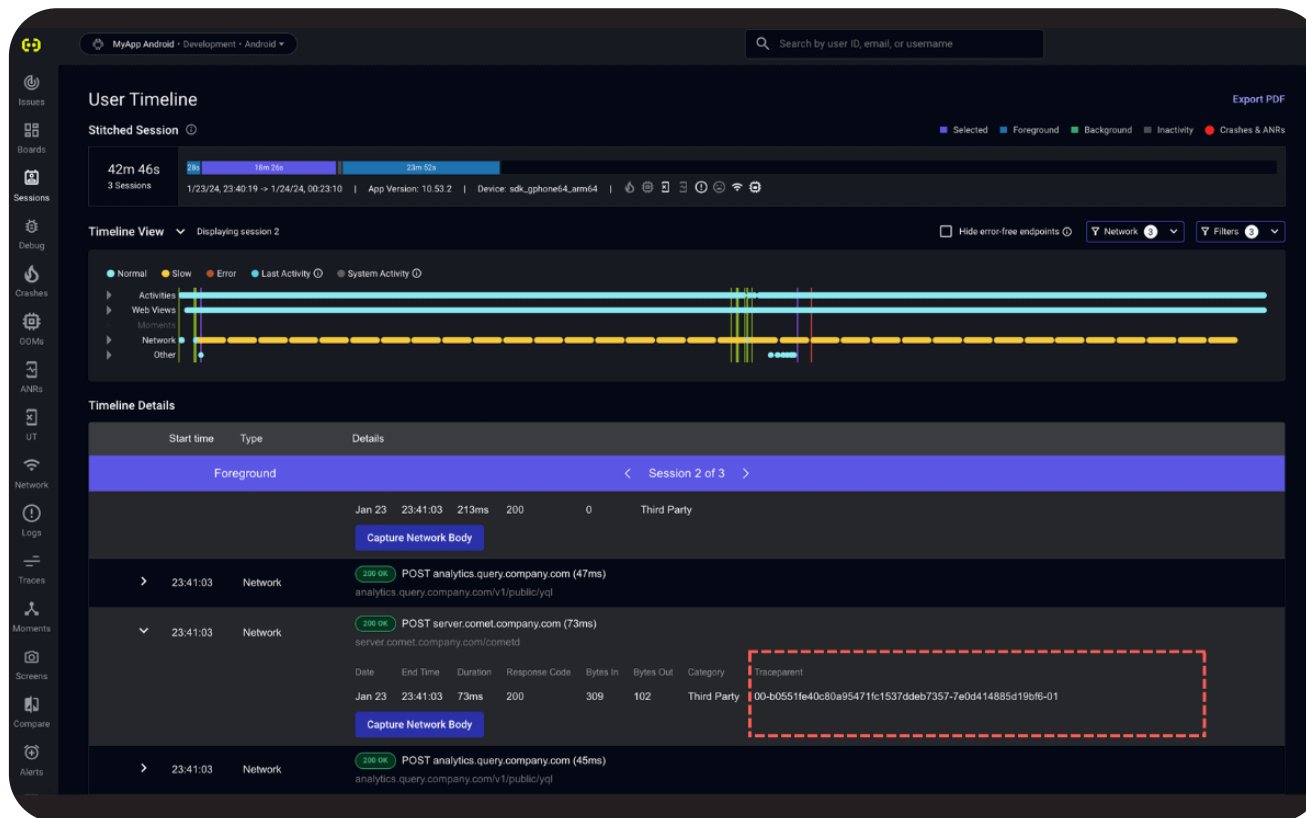 MyApp Android • Development • Android
Search by user ID, email, or username
Issues
Boards
Sessions
Debug
Crashes
OOMs
ANRs
UT
Network
Logs
Traces
Moments
Screens
Compare
Alerts
User Timeline
Export PDF
Stitched Session
Selected Foreground Background Inactivity Crashes & ANRs
42m 46s
3 Sessions
28s 18m 26s 23m 52s
1/23/24, 23:40:19 -> 1/24/24, 00:23:10 | App Version: 10.53.2 | Device: sdk_gphone64_arm64 |
Timeline View Displaying session 2
Hide error-free endpoints Network 3 Filters 3
Normal Slow Error Last Activity System Activity
Activities
Web Views
Moments
Network
Other
Timeline Details
Start time Type Details
Foreground Session 2 of 3
Jan 23 23:41:03 213ms 200 0 Third Party
Capture Network Body
23:41:03 Network 200 OK POST analytics.query.company.com (47ms)
analytics.query.company.com/v1/public/yql
23:41:03 Network 200 OK POST server.comet.company.com (73ms)
server.comet.company.com/cometd
Date End Time Duration Response Code Bytes In Bytes Out Category Traceparent
Jan 23 23:41:03 73ms 200 309 102 Third Party 00-b0551fe40c80a95471fc1537ddeb7357-7e0d414885d19bf6-01
Capture Network Body
23:41:03 Network 200 OK POST analytics.query.company.com (45ms)
analytics.query.company.com/v1/public/yql